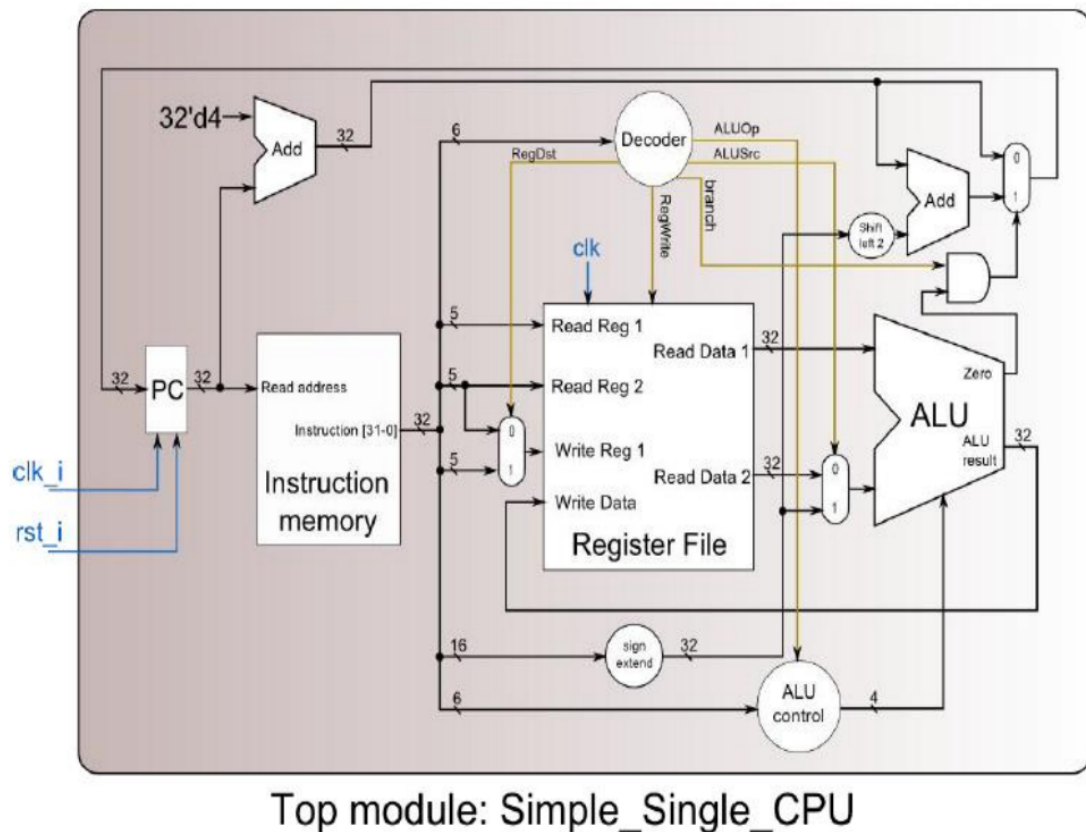 32'd4
Add
32
6
Decoder
ALUOp
RegDst
ALUSrc
branch
RegWrite
0
1
Add
Shift
left 2
clk
5
Read Reg 1
Read Data 1
32
5
Read Reg 2
Zero
32
PC
32
Read address
Instruction [31-0]
32
0
1
5
Write Reg 1
ALU
ALU
result
32
Read Data 2
32
0
1
Write Data
clk_i
rst_i
Instruction
memory
Register File
16
sign
extend
32
6
ALU
control
4
Top module: Simple_Single_CPU